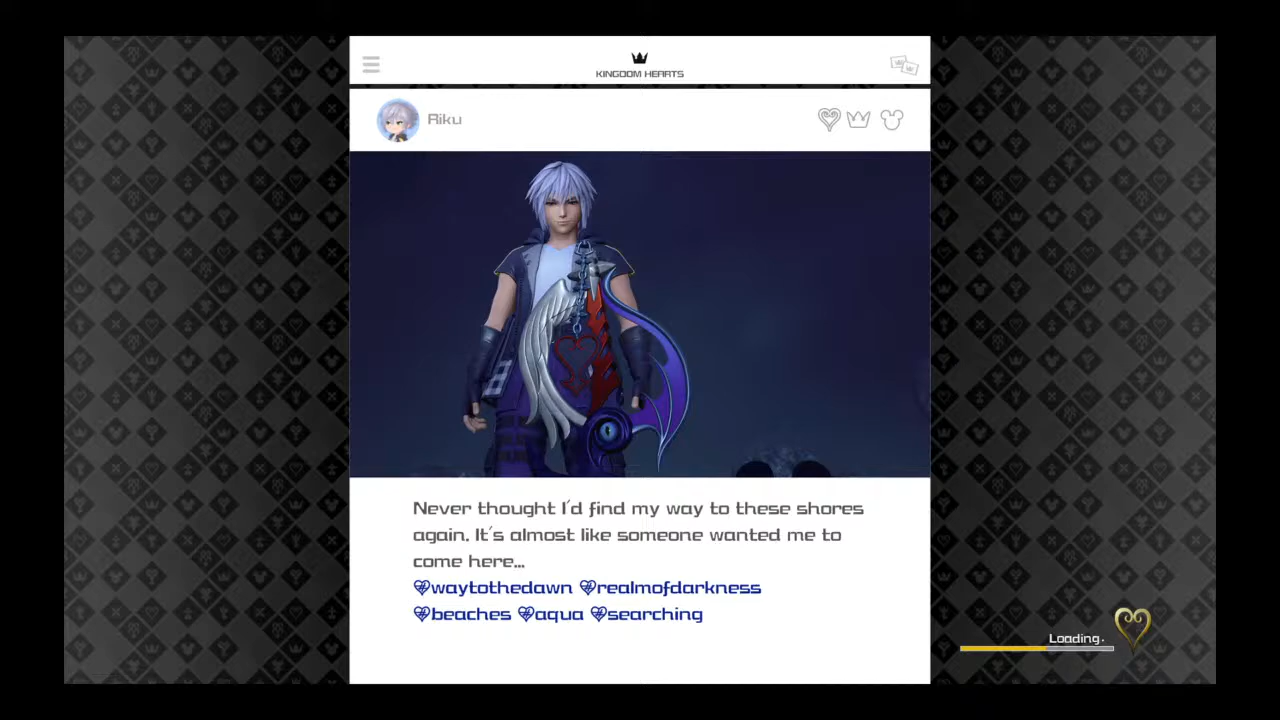 KINGDOM HEARTS
Riku
Never thought I'd find my way to these shores
again. It's almost like someone wanted me to
come here...
waytothedawn realmofdarkness
beaches aqua searching
Loading.